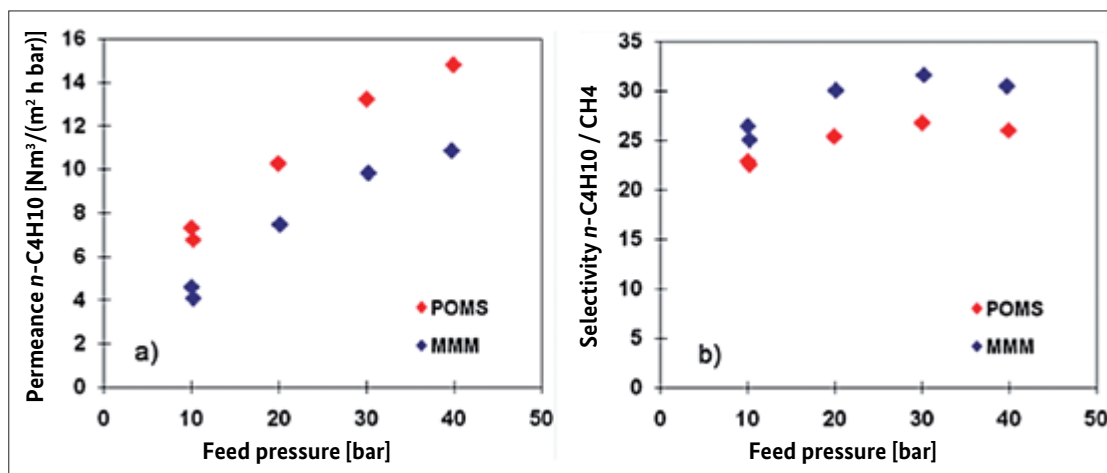 Permeance n-C4H10 [Nm³/(m² h bar)]
16
14
12
10
8
6
4
2
0
0 10 20 30 40 50
Feed pressure [bar]
POMS
MMM
a)
Selectivity n-C4H10 / CH4
35
30
25
20
15
10
5
0
0 10 20 30 40 50
Feed pressure [bar]
POMS
MMM
b)